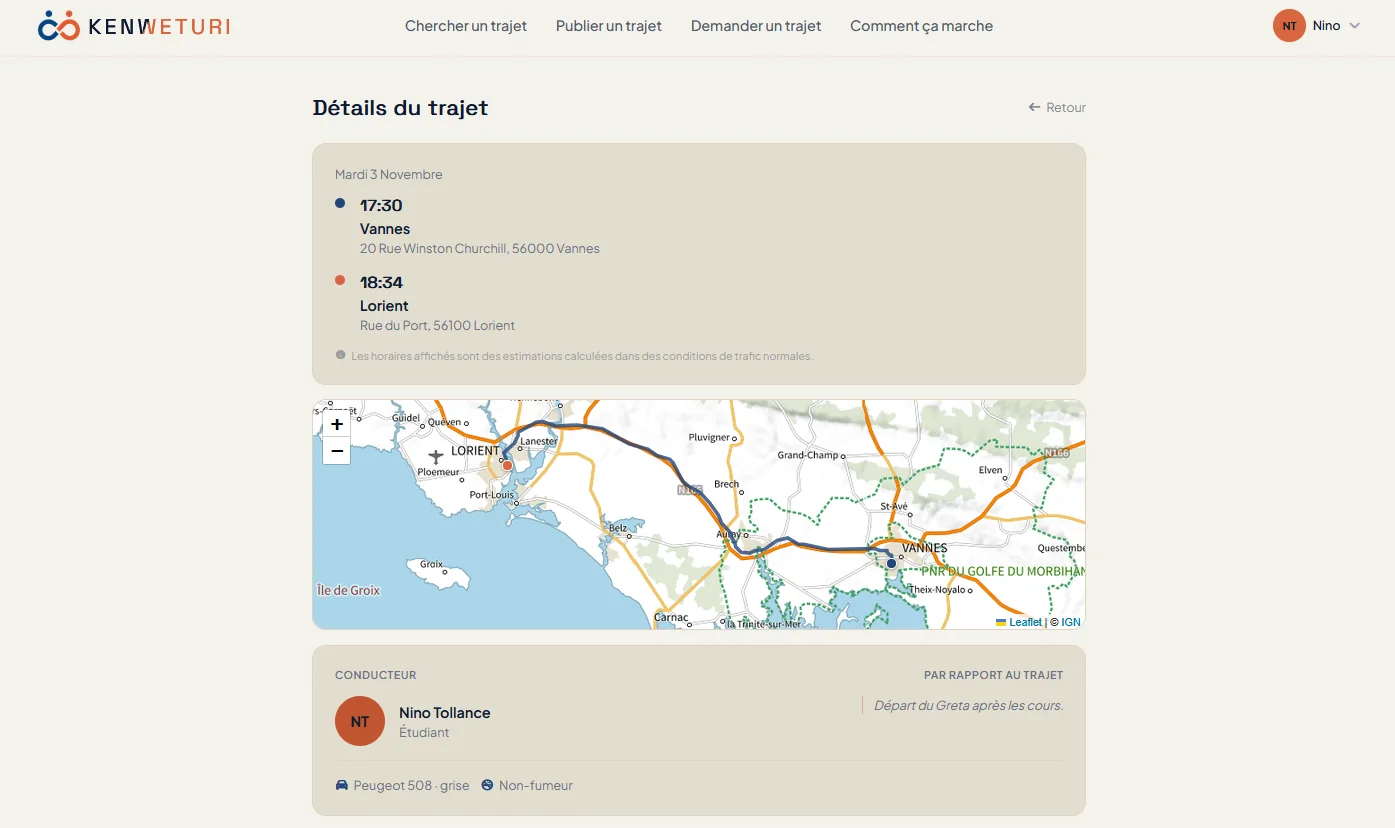 KENWETURI
Chercher un trajet
Publier un trajet
Demander un trajet
Comment ça marche
NT
Nino
Détails du trajet
← Retour
Mardi 3 Novembre
17:30
Vannes
20 Rue Winston Churchill, 56000 Vannes
18:34
Lorient
Rue du Port, 56100 Lorient
Les horaires affichés sont des estimations calculées dans des conditions de trafic normales.
+
−
Guidel
Quéven
Lanester
LORIENT
Ploemeur
Port-Louis
Pluvigner
Grand-Champ
N166
Elven
Brech
St-Avé
Belz
Auray
VANNES
Questembe
Groix
PNR DU GOLFE DU MORBIHAN
Île de Groix
Theix-Noyalo
Carnac
la Trinité-sur-Mer
Leaflet | © IGN
CONDUCTEUR
PAR RAPPORT AU TRAJET
NT
Nino Tollance
Étudiant
Départ du Greta après les cours.
Peugeot 508 · grise
Non-fumeur